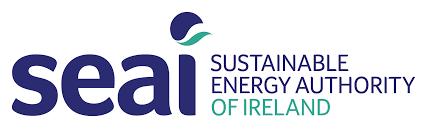 seai
SUSTAINABLE
ENERGY AUTHORITY
OF IRELAND